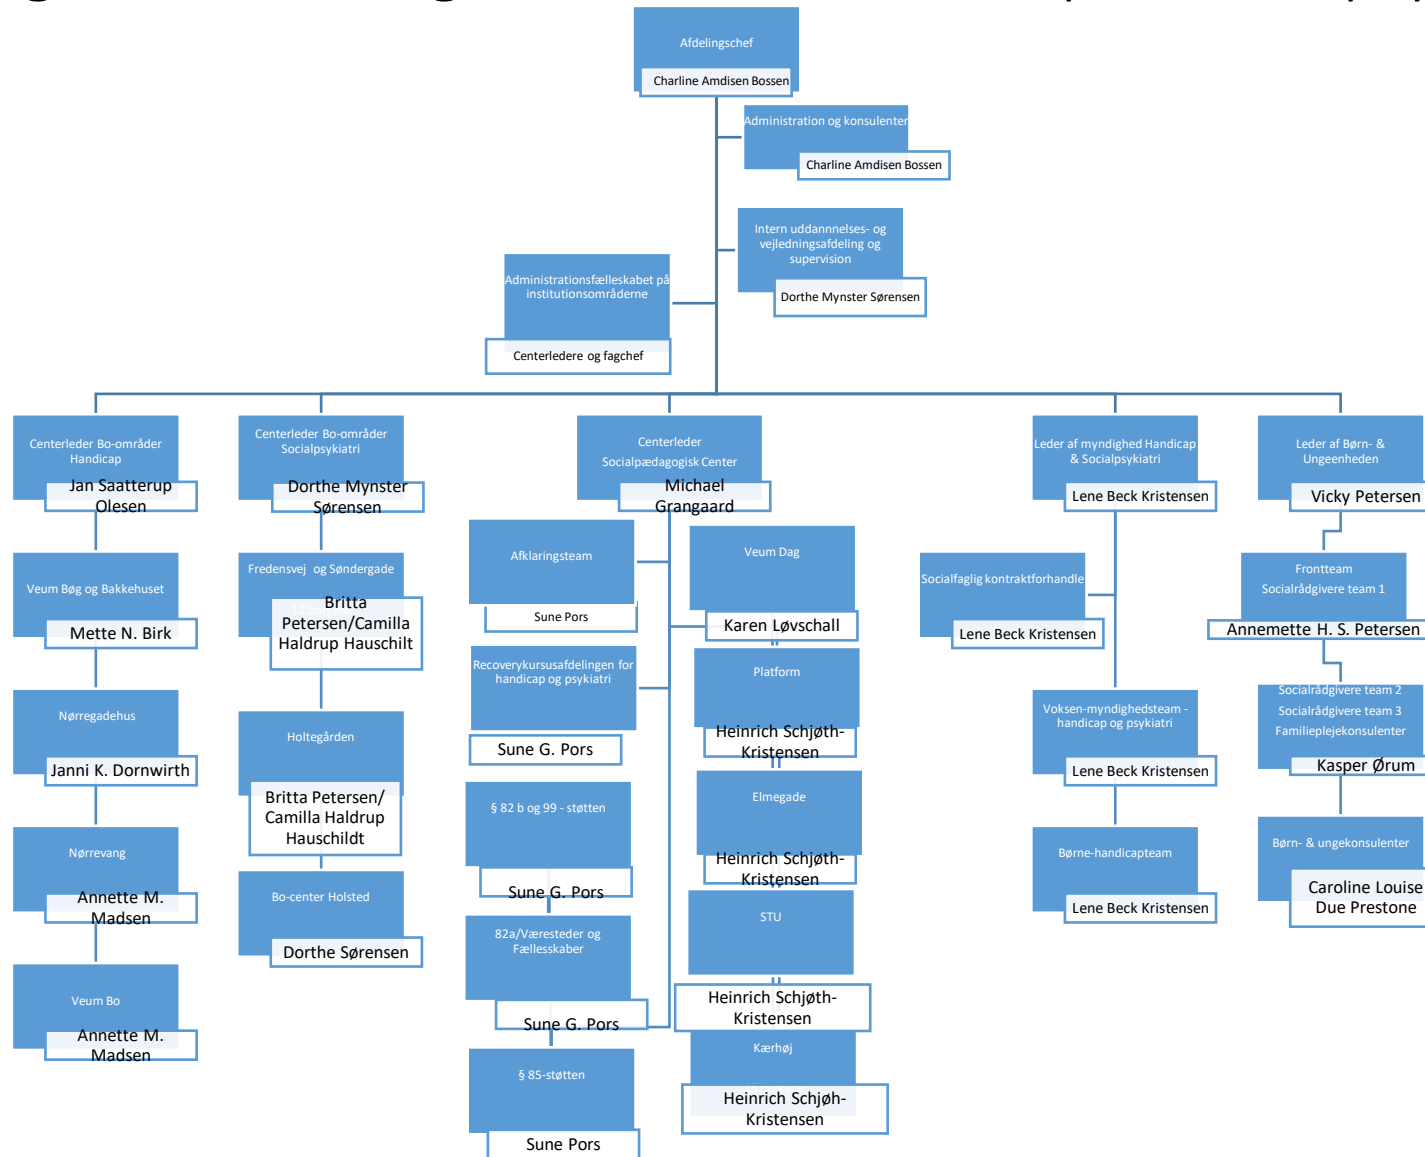 Afdelingschef
Charline Amdisen Bossen
Administration og konsulenter
Charline Amdisen Bossen
Intern uddannnelses- og
vejledningsafdeling og
supervision
Dorthe Mynster Sørensen
Administrationsfælleskabet på
institutionsområderne
Centerledere og fagchef
Centerleder Bo-områder
Handicap
Jan Saatterup
Olesen
Veum Bøg og Bakkehuset
Mette N. Birk
Nørregadehus
Janni K. Dornwirth
Nørrevang
Annette M.
Madsen
Veum Bo
Annette M.
Madsen
Centerleder Bo-områder
Socialpsykiatri
Dorthe Mynster
Sørensen
Fredensvej og Søndergade
Britta
Petersen/Camilla
Haldrup Hauschilt
Holtegården
Britta Petersen/
Camilla Haldrup
Hauschildt
Bo-center Holsted
Dorthe Sørensen
Centerleder
Socialpædagogisk Center
Michael
Grangaard
Afklaringsteam
Sune Pors
Recoverykursusafdelingen for
handicap og psykiatri
Sune G. Pors
§ 82 b og 99 - støtten
Sune G. Pors
82a/Væresteder og
Fællesskaber
Sune G. Pors
§ 85-støtten
Sune Pors
Veum Dag
Karen Løvschall
Platform
Heinrich Schjøth-
Kristensen
Elmegade
Heinrich Schjøth-
Kristensen
STU
Heinrich Schjøth-
Kristensen
Kærhøj
Heinrich Schjøh-
Kristensen
Leder af myndighed Handicap
& Socialpsykiatri
Lene Beck Kristensen
Socialfaglig kontraktforhandle
Lene Beck Kristensen
Voksen-myndighedsteam -
handicap og psykiatri
Lene Beck Kristensen
Børne-handicapteam
Lene Beck Kristensen
Leder af Børn- &
Ungeenheden
Vicky Petersen
Frontteam
Socialrådgivere team 1
Annemette H. S. Petersen
Socialrådgivere team 2
Socialrådgivere team 3
Familieplejekonsulenter
Kasper Ørum
Børn- & ungekonsulenter
Caroline Louise
Due Prestone